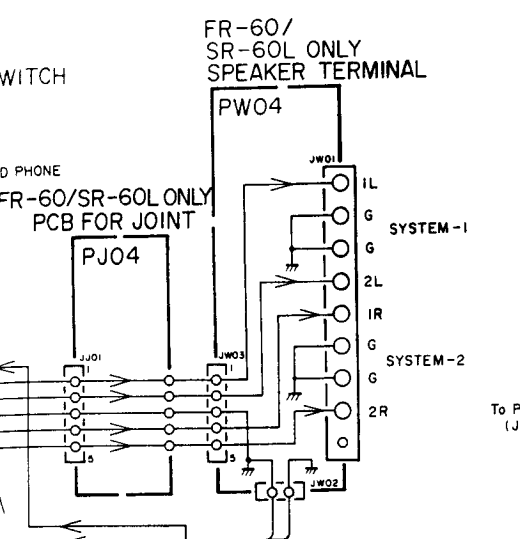 FR-60/
SR-60L ONLY
SPEAKER TERMINAL
WITCH
PW04
JW01
D PHONE
1L
FR-60/SR-60L ONLY
PCB FOR JOINT
G
SYSTEM-1
G
PJ04
2L
1R
G
SYSTEM-2
JJ01
JW03
1
1
G
2R
To P
(J
5
5
JW02